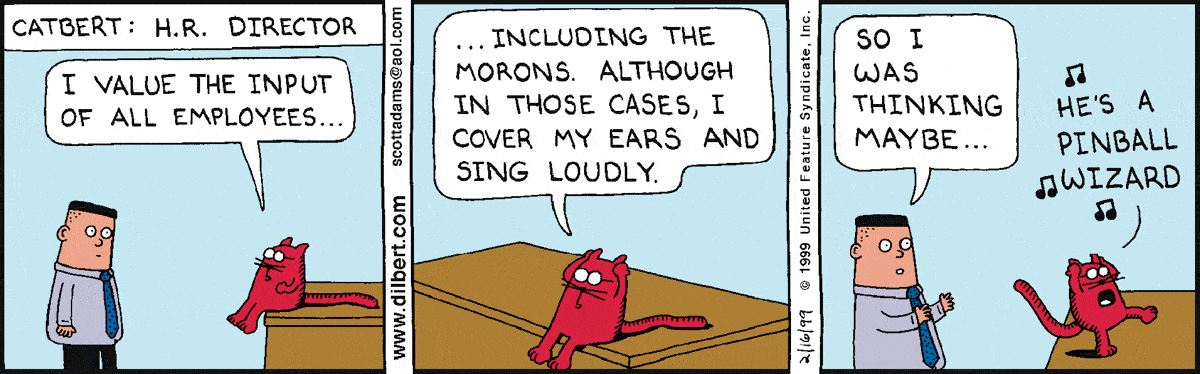 CATBERT: H.R. DIRECTOR
I VALUE THE INPUT
OF ALL EMPLOYEES...
www.dilbert.com scottadams@aol.com
...INCLUDING THE
MORONS. ALTHOUGH
IN THOSE CASES, I
COVER MY EARS AND
SING LOUDLY.
2/16/99 © 1999 United Feature Syndicate, Inc.
SO I
WAS
THINKING
MAYBE...
HE'S A
PINBALL
WIZARD